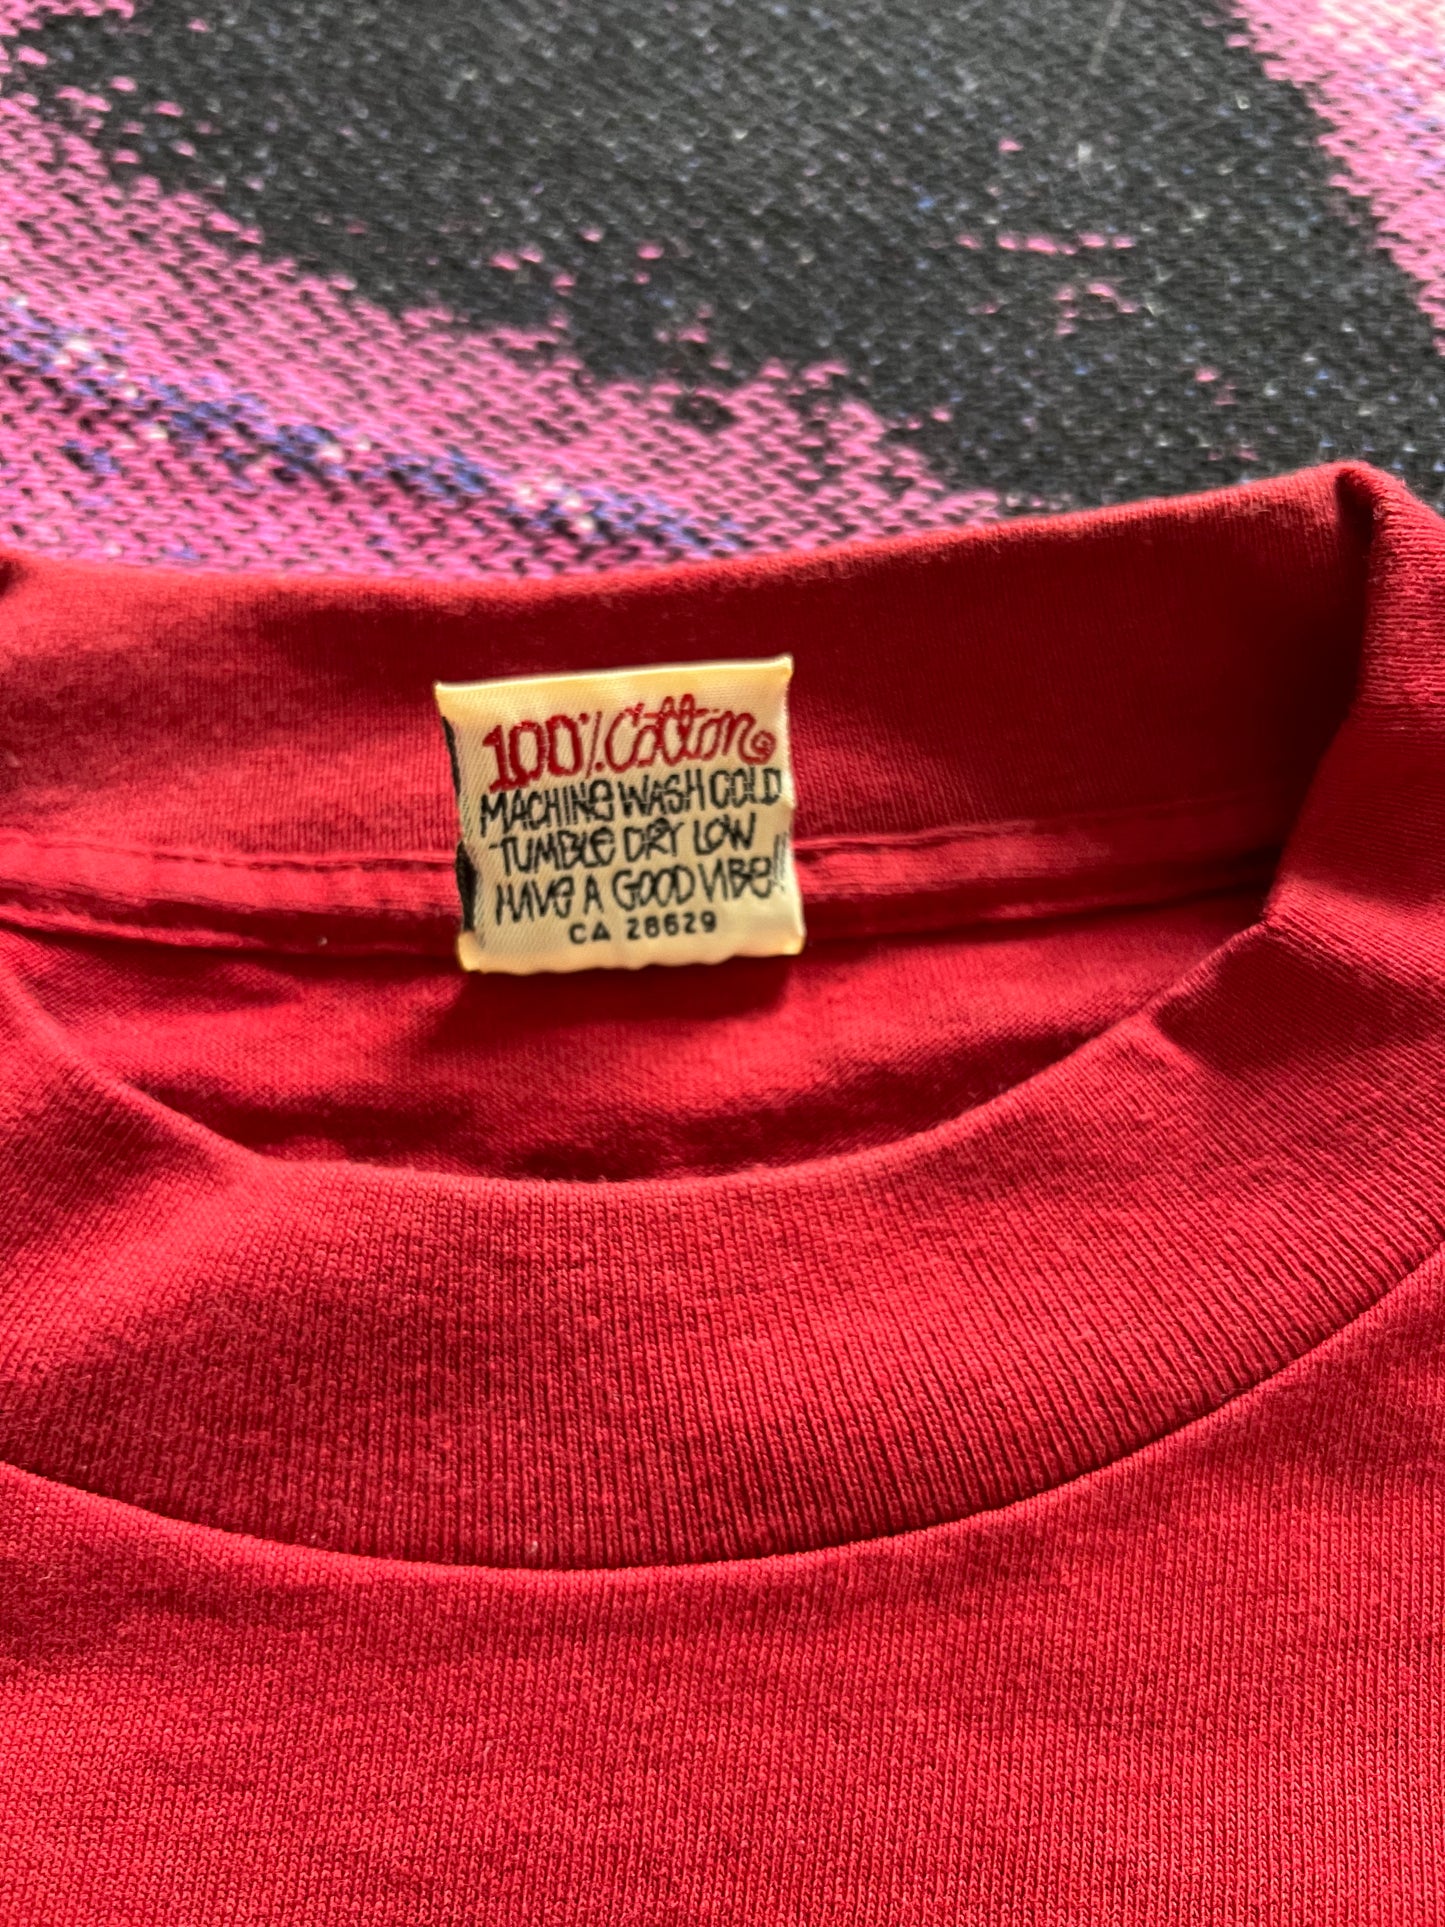 100% Cotton
MACHINE WASH COLD
TUMBLE DRY LOW
HAVE A GOOD VIBE!!
CA 28629